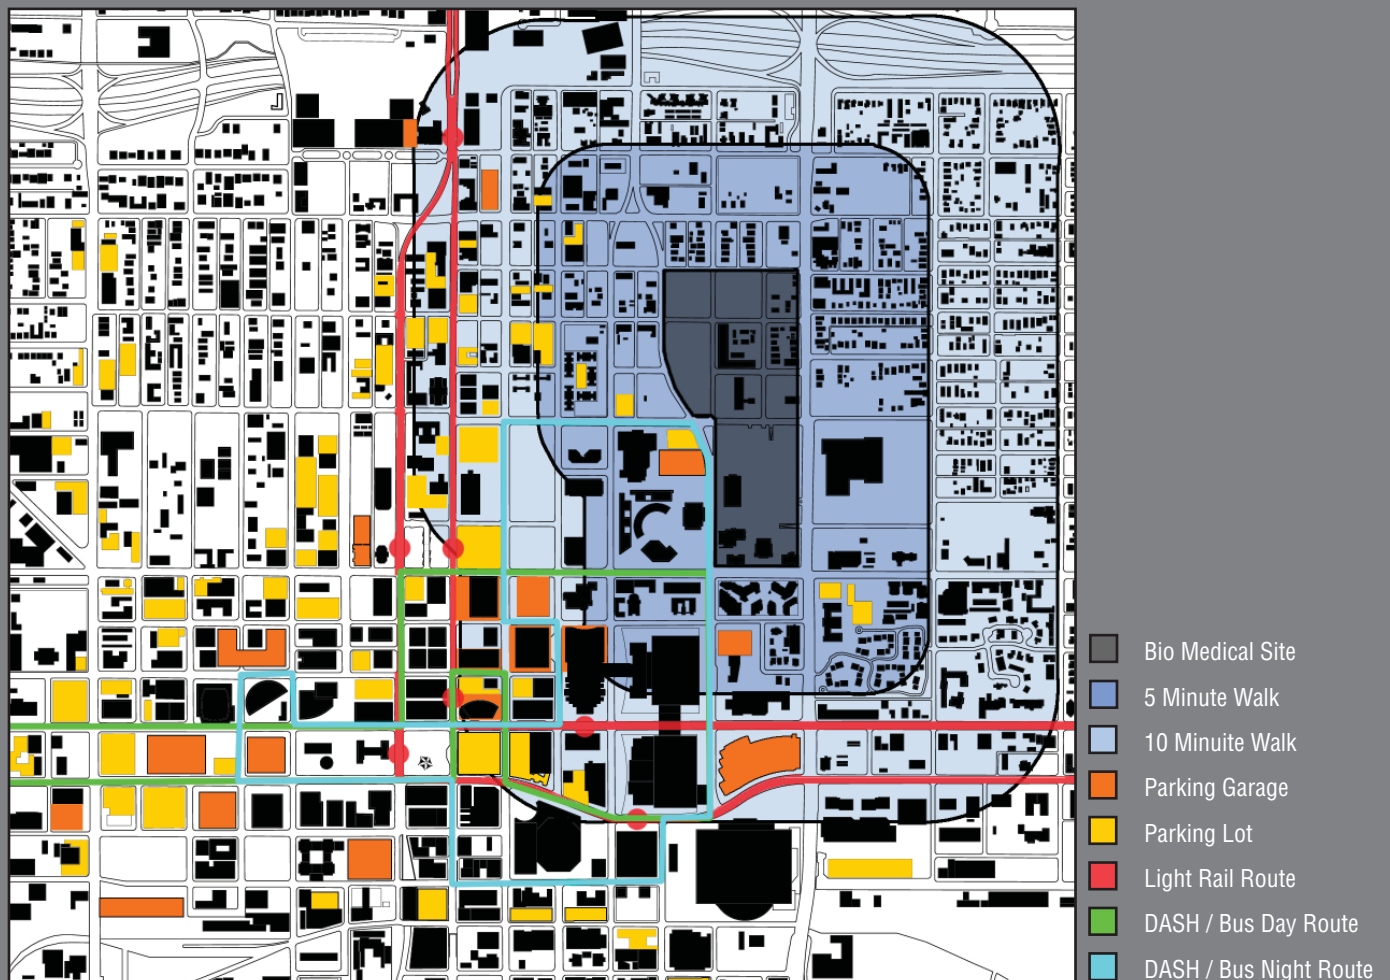 Bio Medical Site
5 Minute Walk
10 Minuite Walk
Parking Garage
Parking Lot
Light Rail Route
DASH / Bus Day Route
DASH / Bus Night Route